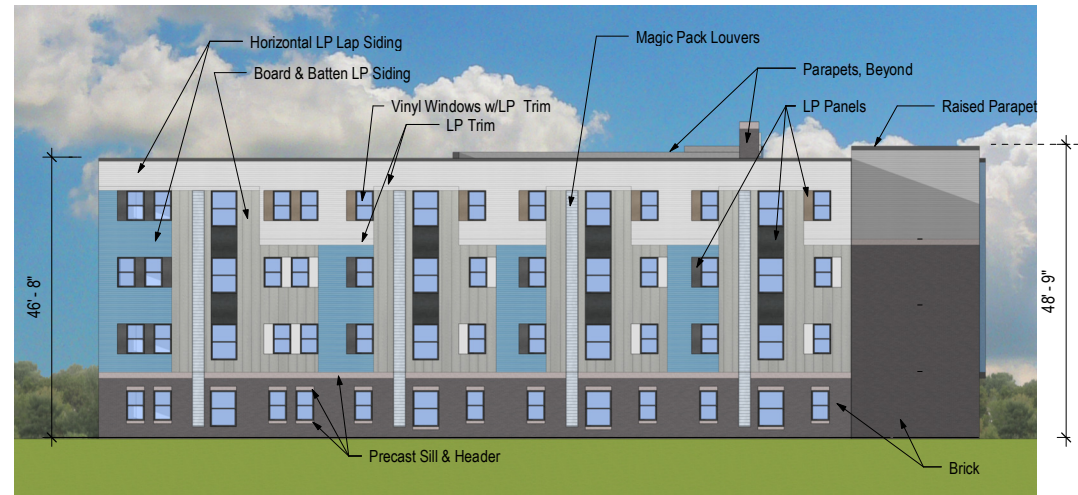 Horizontal LP Lap Siding
Magic Pack Louvers
Board & Batten LP Siding
Parapets, Beyond
Vinyl Windows w/LP Trim
LP Panels
Raised Parapet
LP Trim
46' - 8"
48' - 9"
Precast Sill & Header
Brick